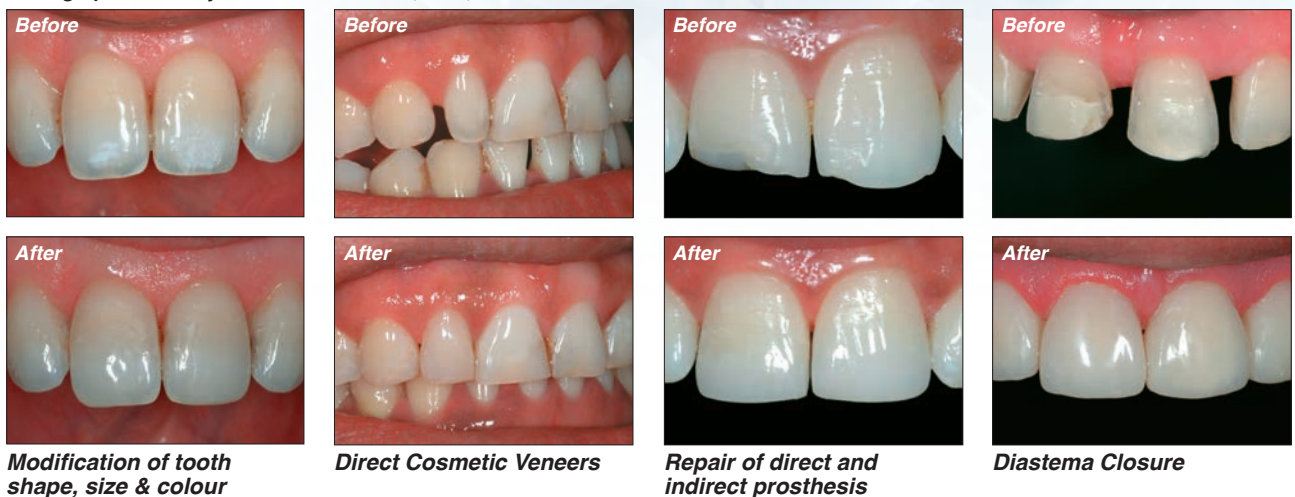 Before
Before
Before
Before
After
After
After
After
Modification of tooth
shape, size & colour
Direct Cosmetic Veneers
Repair of direct and
indirect prosthesis
Diastema Closure